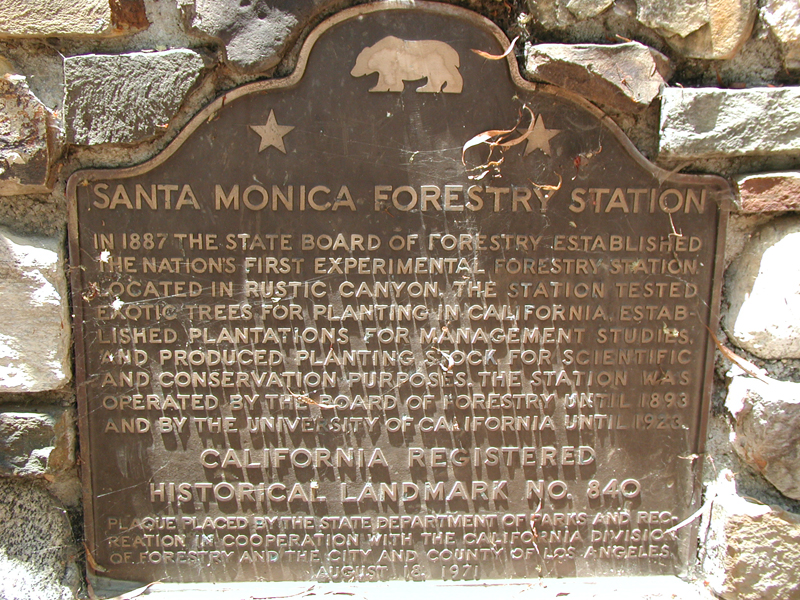 SANTA MONICA FORESTRY STATION
IN 1887 THE STATE BOARD OF FORESTRY ESTABLISHED
THE NATION'S FIRST EXPERIMENTAL FORESTRY STATION.
LOCATED IN RUSTIC CANYON, THE STATION TESTED
EXOTIC TREES FOR PLANTING IN CALIFORNIA, ESTAB-
LISHED PLANTATIONS FOR MANAGEMENT STUDIES,
AND PRODUCED PLANTING STOCK FOR SCIENTIFIC
AND CONSERVATION PURPOSES. THE STATION WAS
OPERATED BY THE BOARD OF FORESTRY UNTIL 1893
AND BY THE UNIVERSITY OF CALIFORNIA UNTIL 1923.
CALIFORNIA REGISTERED
HISTORICAL LANDMARK NO. 840
PLAQUE PLACED BY THE STATE DEPARTMENT OF PARKS AND REC-
REATION IN COOPERATION WITH THE CALIFORNIA DIVISION
OF FORESTRY AND THE CITY AND COUNTY OF LOS ANGELES,
AUGUST 18, 1971